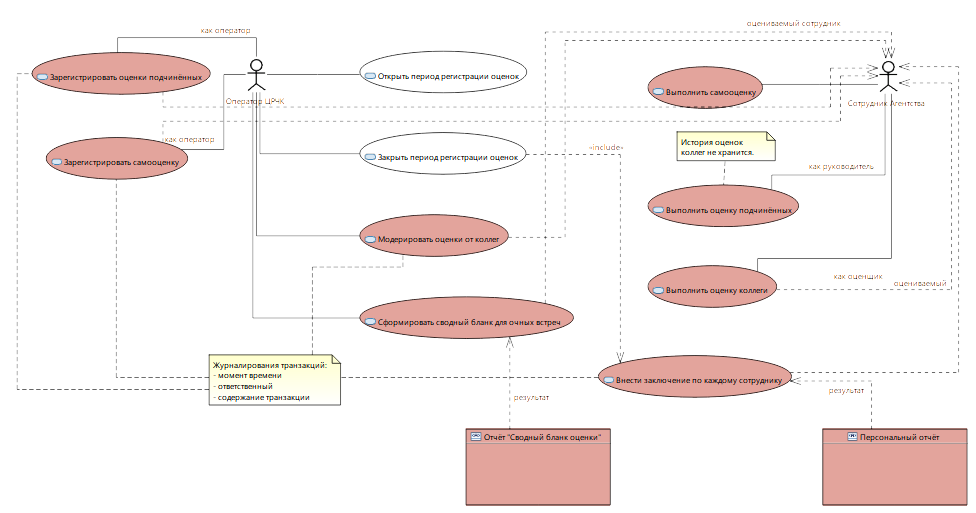 оцениваемый сотрудник
как оператор
Зарегистрировать оценки подчинённых
Открыть период регистрации оценок
Оператор ЦРЧК
Выполнить самооценку
Сотрудник Агентства
как оператор
Зарегистрировать самооценку
Закрыть период регистрации оценок
«include»
История оценок
коллег не хранится.
как руководитель
Выполнить оценку подчинённых
Модерировать оценки от коллег
как оценщик
оцениваемый
Выполнить оценку коллеги
Сформировать сводный бланк для очных встреч
Журналирования транзакций:
- момент времени
- ответственный
- содержание транзакции
Внести заключение по каждому сотруднику
результат
результат
Отчёт "Сводный бланк оценки"
Персональный отчёт